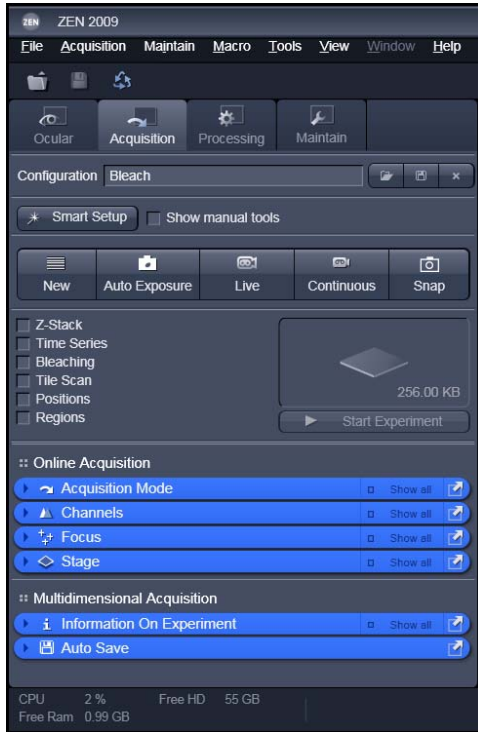 ZEN ZEN 2009
File Acquisition Maintain Macro Tools View Window Help
Ocular Acquisition Processing Maintain
Configuration Bleach
Smart Setup Show manual tools
New Auto Exposure Live Continuous Snap
Z-Stack
Time Series
Bleaching
Tile Scan
Positions
Regions
256.00 KB
Start Experiment
Online Acquisition
Acquisition Mode Show all
Channels Show all
Focus Show all
Stage Show all
Multidimensional Acquisition
Information On Experiment Show all
Auto Save
CPU 2 % Free HD 55 GB
Free Ram 0.99 GB